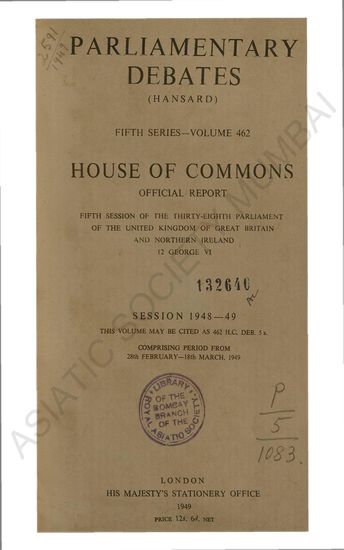 2591
1949
PARLIAMENTARY
DEBATES
(HANSARD)
FIFTH SERIES—VOLUME 462
HOUSE OF COMMONS
OFFICIAL REPORT
FIFTH SESSION OF THE THIRTY-EIGHTH PARLIAMENT
OF THE UNITED KINGDOM OF GREAT BRITAIN
AND NORTHERN IRELAND
12 GEORGE VI
132640
SESSION 1948—49
THIS VOLUME MAY BE CITED AS 462 H.C. DEB. 5s.
COMPRISING PERIOD FROM
28th FEBRUARY—18th MARCH, 1949
LIBRARY
OF THE
BOMBAY
BRANCH
OF THE
ROYAL ASIATIC SOCIETY
P
5
1083
LONDON
HIS MAJESTY'S STATIONERY OFFICE
1949
PRICE 12s. 6d. NET
ASIATIC SOCIETY MUMBAI